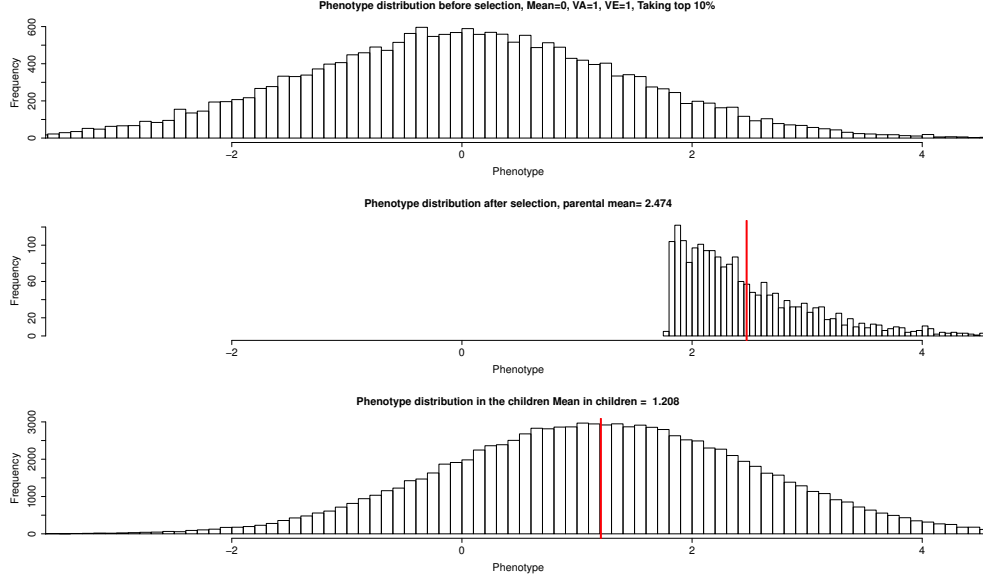 Phenotype distribution before selection, Mean=0, VA=1, VE=1, Taking top 10%
Frequency
0 200 400 600
−2 0 2 4
Phenotype
Phenotype distribution after selection, parental mean= 2.474
Frequency
0 20 60 100
−2 0 2 4
Phenotype
Phenotype distribution in the children Mean in children = 1.208
Frequency
0 1000 2000 3000
−2 0 2 4
Phenotype